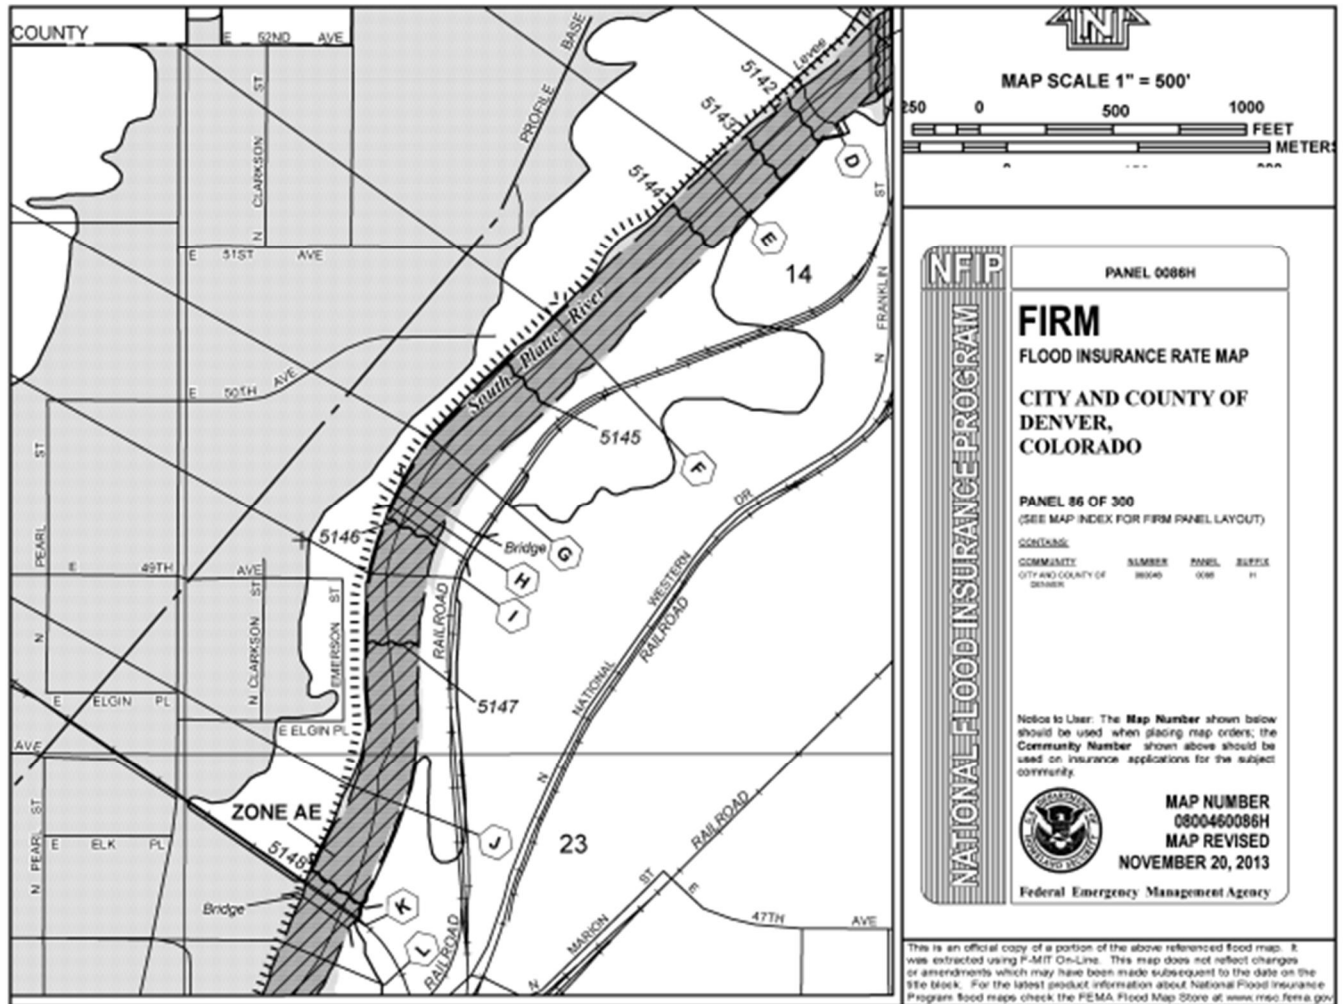 COUNTY
E 52ND AVE
N CLARKSON ST
PROFILE BASE
Levee
5142
5143
5144
D
E
14
N FRANKLIN ST
E 51ST AVE
South Platte River
E 50TH AVE
5145
F
N PEARL ST
5146
Bridge
G
H
I
E 49TH AVE
N CLARKSON ST
EMERSON ST
RAILROAD
NATIONAL WESTERN DR
RAILROAD
5147
E ELGIN PL
E ELGIN PL
AVE
ZONE AE
N
J
23
RAILROAD
N PEARL ST
E ELK PL
5148
Bridge
K
L
RAILROAD
N MARION ST
E 47TH AVE
N
MAP SCALE 1" = 500'
250 0 500 1000
FEET
METERS
NFIP
NATIONAL FLOOD INSURANCE PROGRAM
PANEL 0086H
FIRM
FLOOD INSURANCE RATE MAP
CITY AND COUNTY OF
DENVER,
COLORADO
PANEL 86 OF 300
(SEE MAP INDEX FOR FIRM PANEL LAYOUT)
CONTAINS:
COMMUNITY NUMBER PANEL SUFFIX
CITY AND COUNTY OF 080046 0086 H
DENVER
Notice to User: The Map Number shown below
should be used when placing map orders; the
Community Number shown above should be
used on insurance applications for the subject
community.
MAP NUMBER
0800460086H
MAP REVISED
NOVEMBER 20, 2013
Federal Emergency Management Agency
This is an official copy of a portion of the above referenced flood map. It
was extracted using F-MIT On-Line. This map does not reflect changes
or amendments which may have been made subsequent to the date on the
title block. For the latest product information about National Flood Insurance
Program flood maps check the FEMA Flood Map Store at www.msc.fema.gov